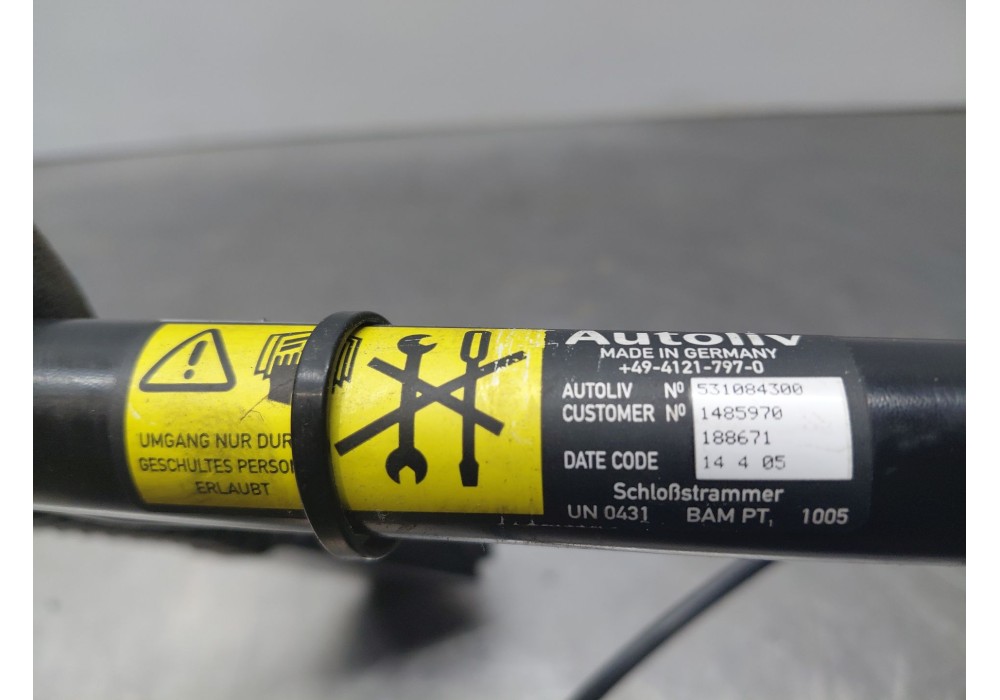 UMGANG NUR DUR
GESCHULTES PERSON
ERLAUBT
Autoliv
MADE IN GERMANY
+49-4121-797-0
AUTOLIV Nº 531084300
CUSTOMER Nº 1485970
188671
DATE CODE 14 4 05
Schloßstrammer
UN 0431 BAM PT, 1005